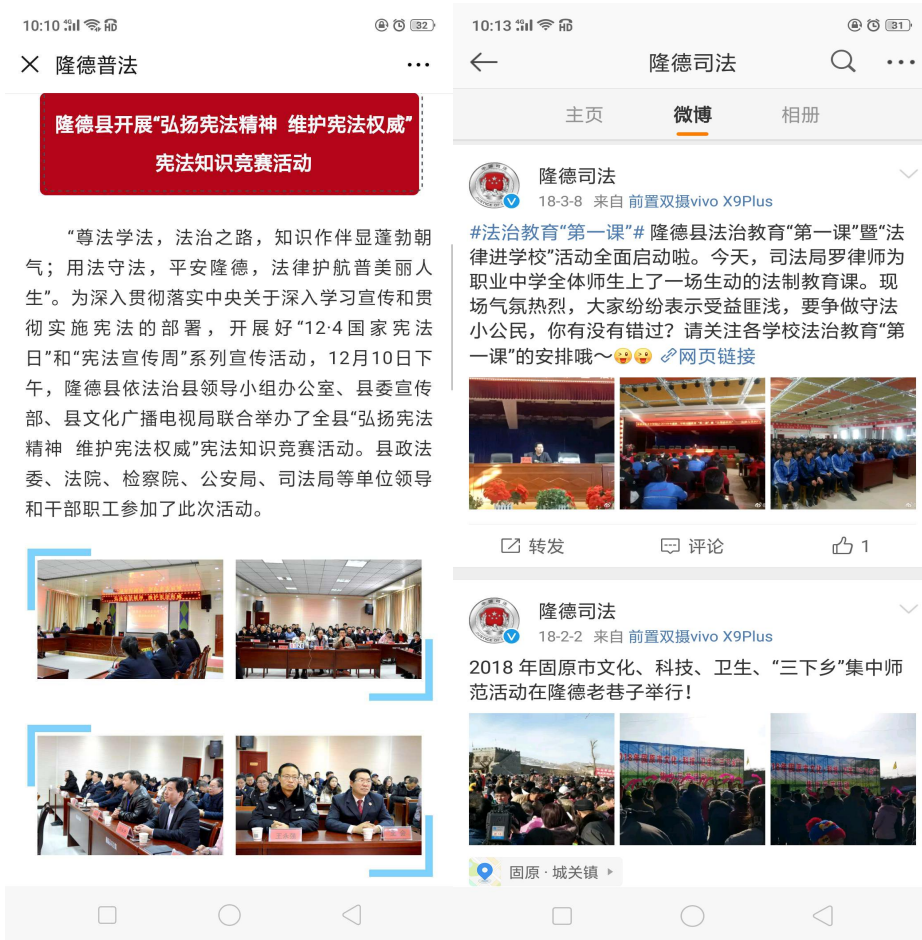 10:10
HD
32
隆德普法
隆德县开展“弘扬宪法精神 维护宪法权威”
宪法知识竞赛活动
“尊法学法，法治之路，知识作伴显蓬勃朝
气；用法守法，平安隆德，法律护航普美丽人
生”。为深入贯彻落实中央关于深入学习宣传和贯
彻实施宪法的部署，开展好“12·4国家宪法
日”和“宪法宣传周”系列宣传活动，12月10日下
午，隆德县依法治县领导小组办公室、县委宣传
部、县文化广播电视局联合举办了全县“弘扬宪法
精神 维护宪法权威”宪法知识竞赛活动。县政法
委、法院、检察院、公安局、司法局等单位领导
和干部职工参加了此次活动。
10:13
HD
31
隆德司法
主页
微博
相册
隆德司法
18-3-8 来自 前置双摄vivo X9Plus
#法治教育“第一课”# 隆德县法治教育“第一课”暨“法
律进学校”活动全面启动啦。今天，司法局罗律师为
职业中学全体师生上了一场生动的法制教育课。现
场气氛热烈，大家纷纷表示受益匪浅，要争做守法
小公民，你有没有错过？请关注各学校法治教育“第
一课”的安排哦～ 网页链接
转发
评论
1
隆德司法
18-2-2 来自 前置双摄vivo X9Plus
2018 年固原市文化、科技、卫生、“三下乡”集中师
范活动在隆德老巷子举行！
固原 · 城关镇